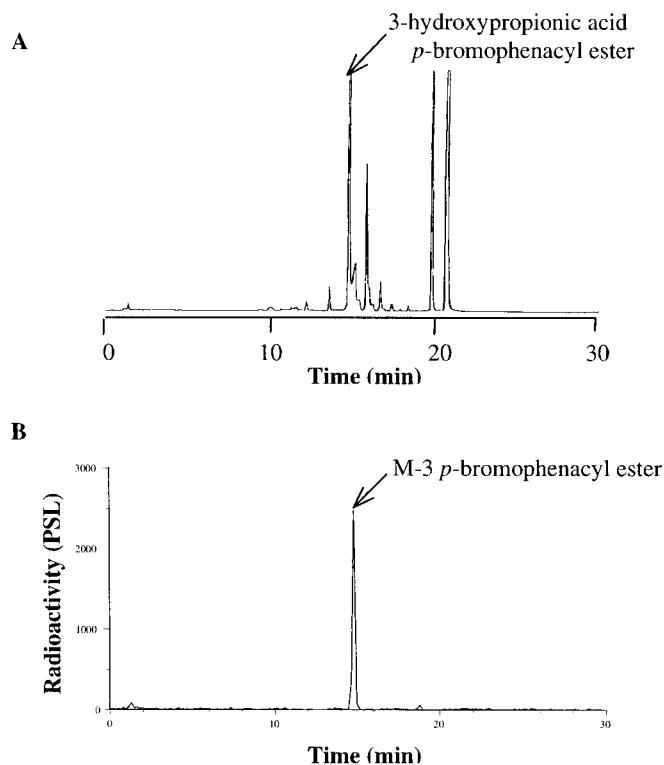 A
3-hydroxypropionic acid
p-bromophenacyl ester
0 10 20 30
Time (min)
B
M-3 p-bromophenacyl ester
Radioactivity (PSL)
3000
2000
1000
0
0 10 20 30
Time (min)